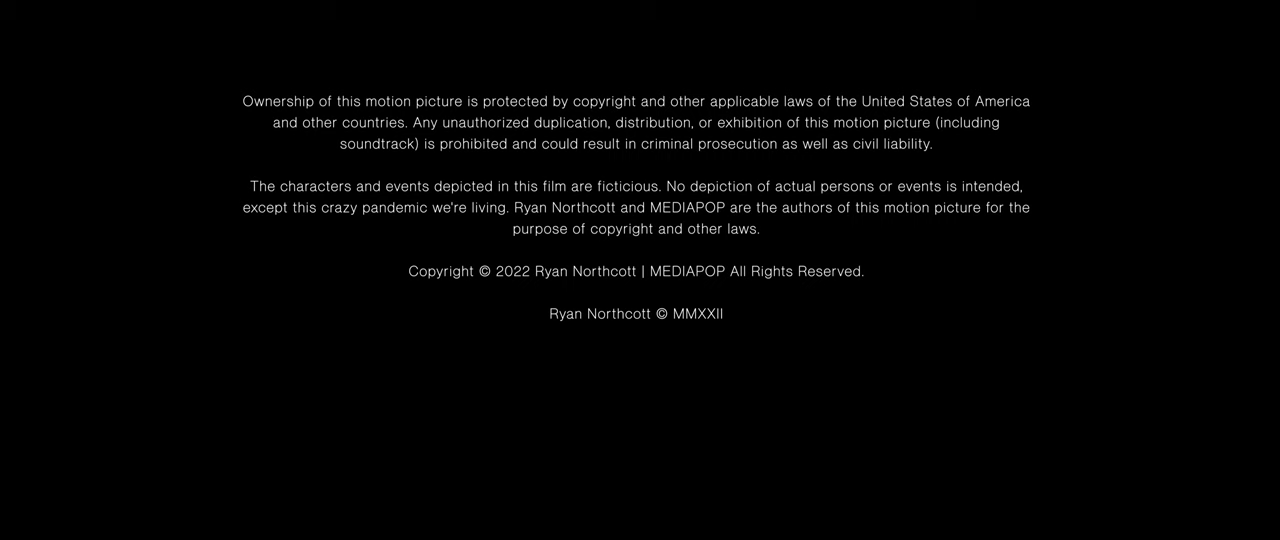 Ownership of this motion picture is protected by copyright and other applicable laws of the United States of America
and other countries. Any unauthorized duplication, distribution, or exhibition of this motion picture (including
soundtrack) is prohibited and could result in criminal prosecution as well as civil liability.
The characters and events depicted in this film are ficticious. No depiction of actual persons or events is intended,
except this crazy pandemic we're living. Ryan Northcott and MEDIAPOP are the authors of this motion picture for the
purpose of copyright and other laws.
Copyright © 2022 Ryan Northcott | MEDIAPOP All Rights Reserved.
Ryan Northcott © MMXXII